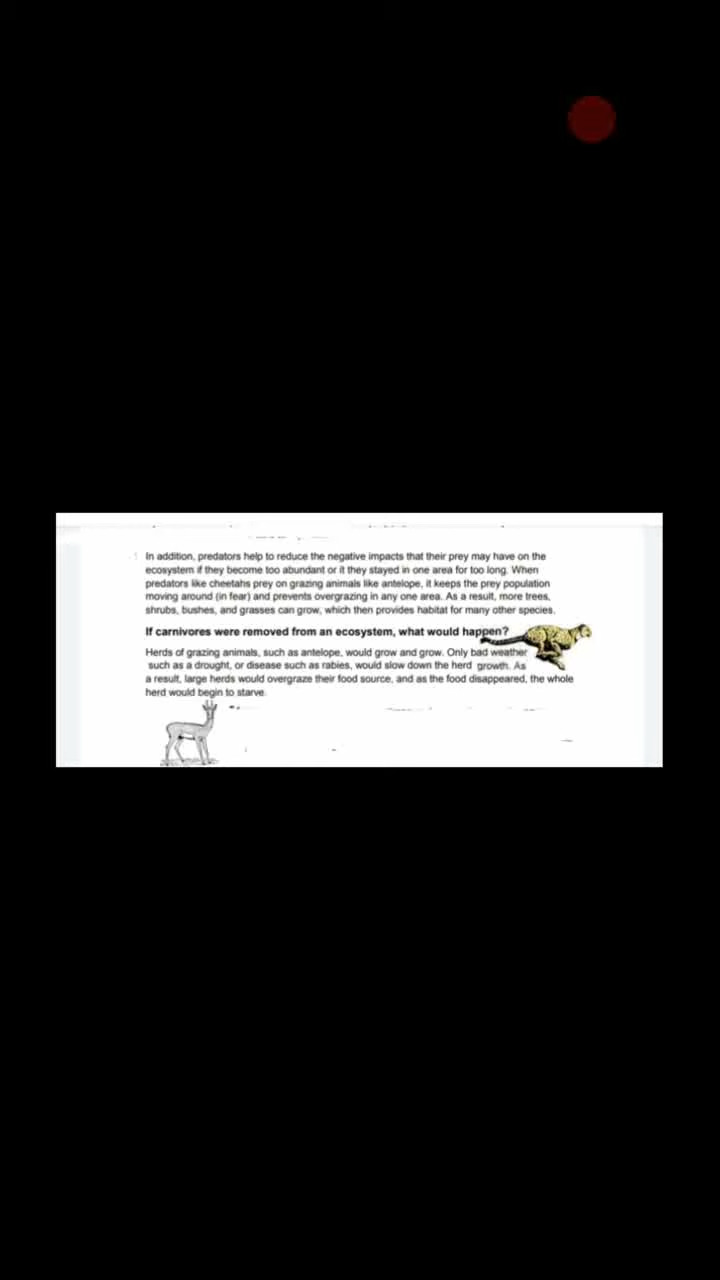 In addition, predators help to reduce the negative impacts that their prey may have on the
ecosystem if they become too abundant or it they stayed in one area for too long. When
predators like cheetahs prey on grazing animals like antelope, it keeps the prey population
moving around (in fear) and prevents overgrazing in any one area. As a result, more trees,
shrubs, bushes, and grasses can grow, which then provides habitat for many other species.
If carnivores were removed from an ecosystem, what would happen?
Herds of grazing animals, such as antelope, would grow and grow. Only bad weather
such as a drought, or disease such as rabies, would slow down the herd growth. As
a result, large herds would overgraze their food source, and as the food disappeared, the whole
herd would begin to starve.